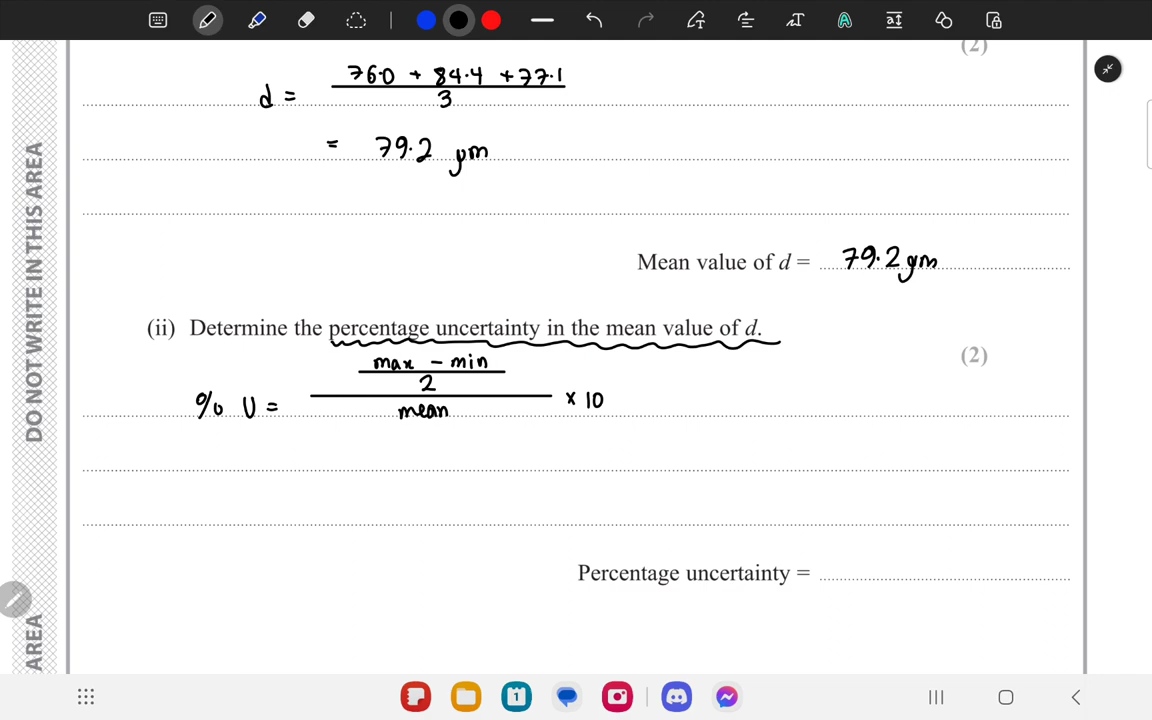 (2)
76.0 + 84.4 + 77.1
d =
3
= 79.2 μm
Mean value of d = 79.2 μm
(ii) Determine the percentage uncertainty in the mean value of d.
(2)
max - min
2
% U =
mean
× 10
Percentage uncertainty =
DO NOT WRITE IN THIS AREA
AREA